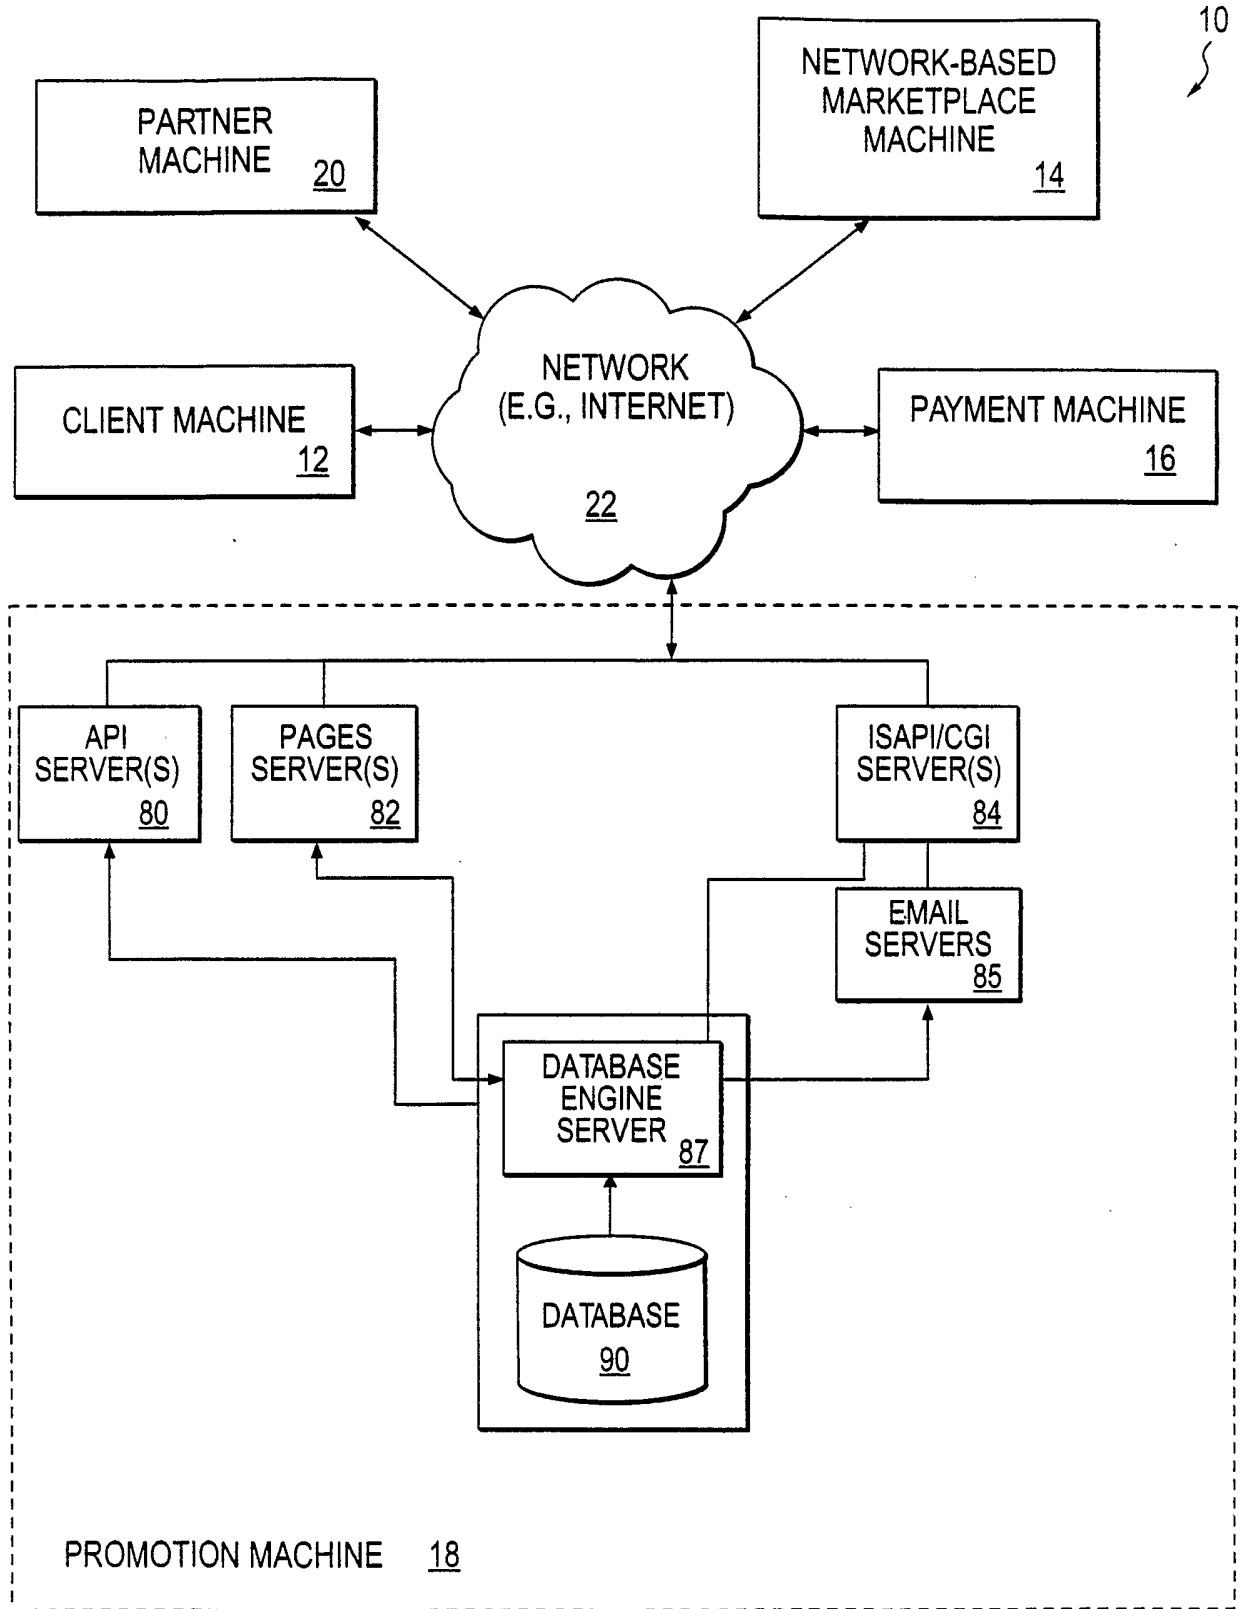 10
PARTNER
MACHINE
20
NETWORK-BASED
MARKETPLACE
MACHINE
14
CLIENT MACHINE
12
NETWORK
(E.G., INTERNET)
22
PAYMENT MACHINE
16
API
SERVER(S)
80
PAGES
SERVER(S)
82
ISAPI/CGI
SERVER(S)
84
EMAIL
SERVERS
85
DATABASE
ENGINE
SERVER
87
DATABASE
90
PROMOTION MACHINE 18